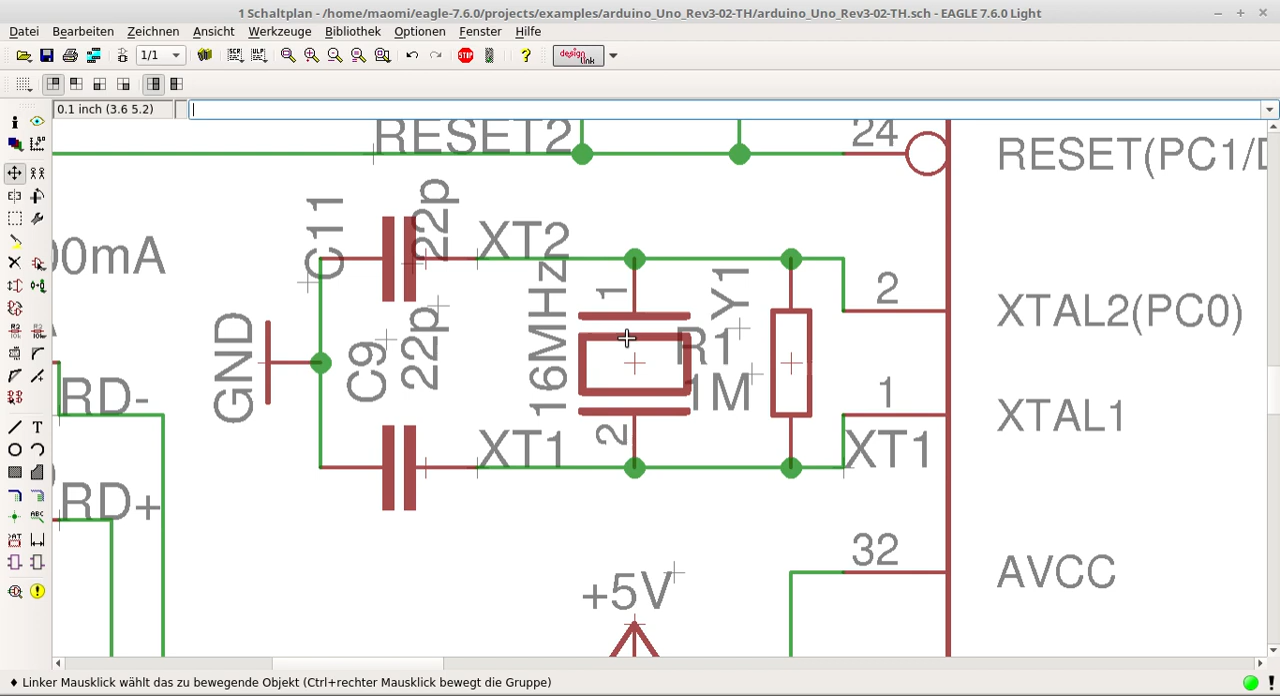 1 Schaltplan - /home/maomi/eagle-7.6.0/projects/examples/arduino_Uno_Rev3-02-TH/arduino_Uno_Rev3-02-TH.sch - EAGLE 7.6.0 Light
Datei Bearbeiten Zeichnen Ansicht Werkzeuge Bibliothek Optionen Fenster Hilfe
1/1
SCR
ULP
STOP
?
design link
0.1 inch (3.6 5.2)
RESET2
24
RESET(PC1/D
C11
22p
XT2
00mA
2
XTAL2(PC0)
1
Y1
16MHz
GND
C9
22p
R1
1M
1
XTAL1
RD-
2
XT1
XT1
RD+
32
AVCC
+5V
Linker Mausklick wählt das zu bewegende Objekt (Ctrl+rechter Mausklick bewegt die Gruppe)